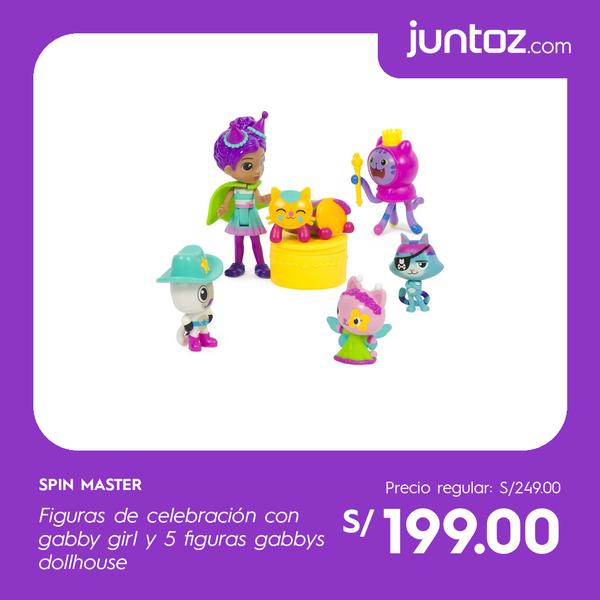 juntoz.com
SPIN MASTER
Figuras de celebración con
gabby girl y 5 figuras gabbys
dollhouse
Precio regular: S/249.00
S/199.00